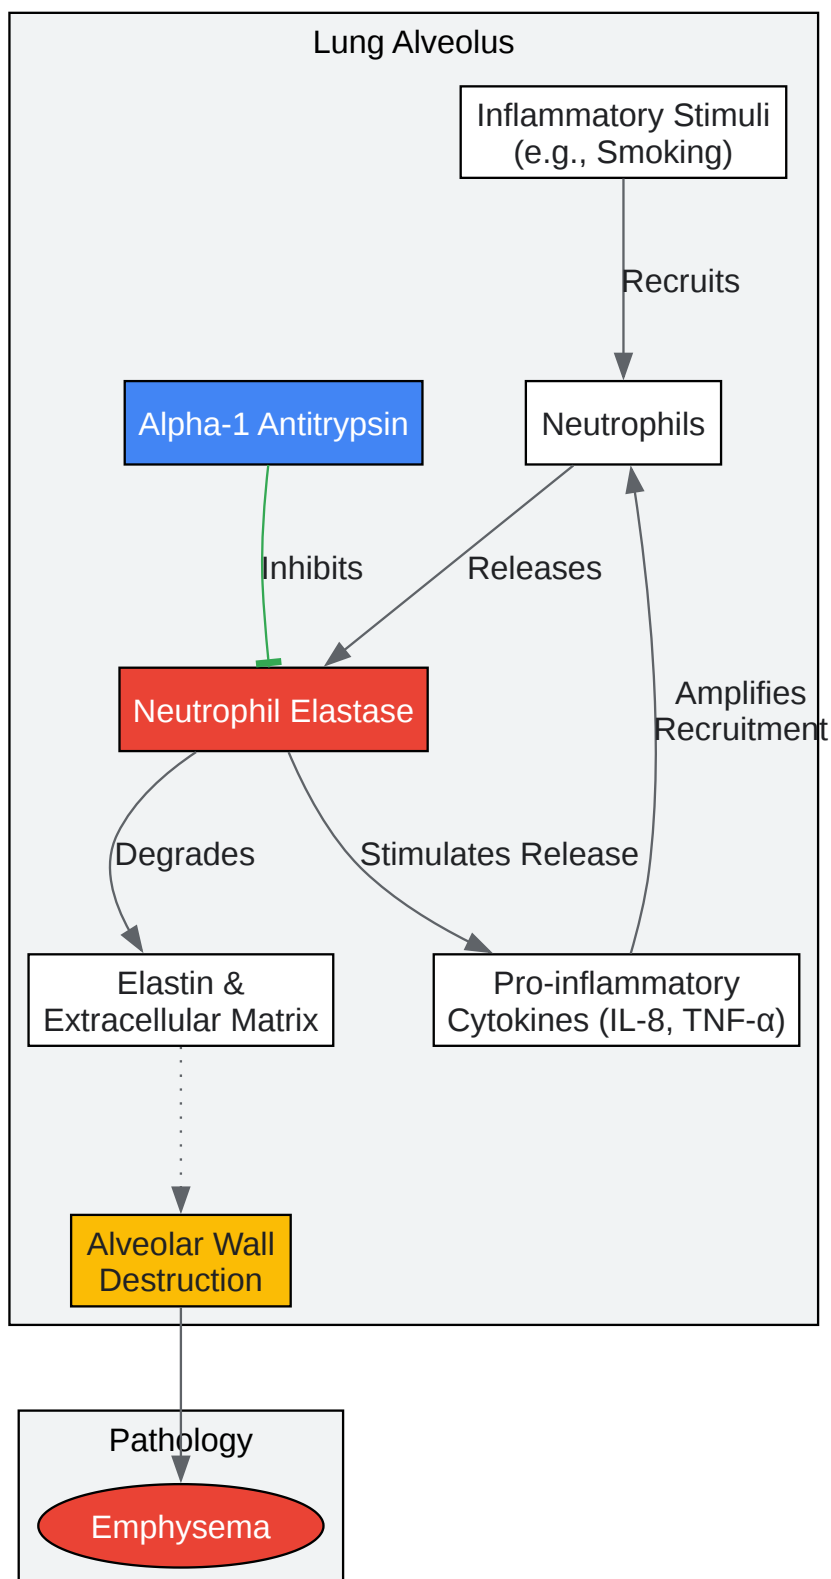 Lung Alveolus
Inflammatory Stimuli
(e.g., Smoking)
Recruits
Alpha-1 Antitrypsin
Neutrophils
Inhibits
Releases
Neutrophil Elastase
Amplifies
Recruitment
Degrades
Stimulates Release
Elastin &
Extracellular Matrix
Pro-inflammatory
Cytokines (IL-8, TNF-α)
Alveolar Wall
Destruction
Pathology
Emphysema